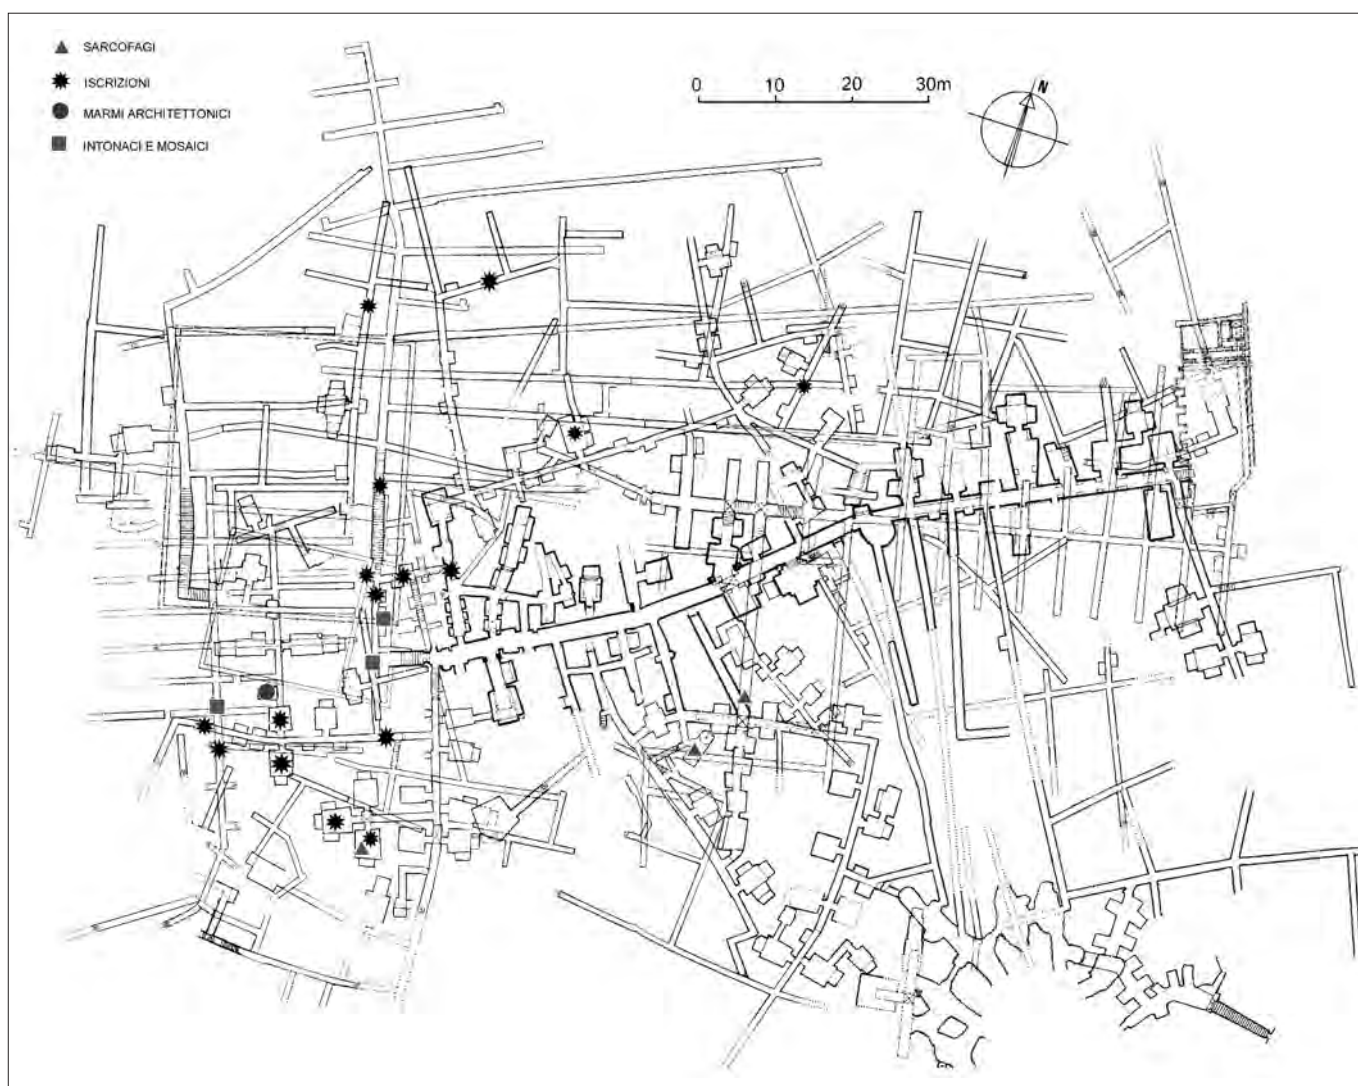 SARCOFAGI
ISCRIZIONI
MARMI ARCHITETTONICI
INTONACI E MOSAICI
0 10 20 30m
N